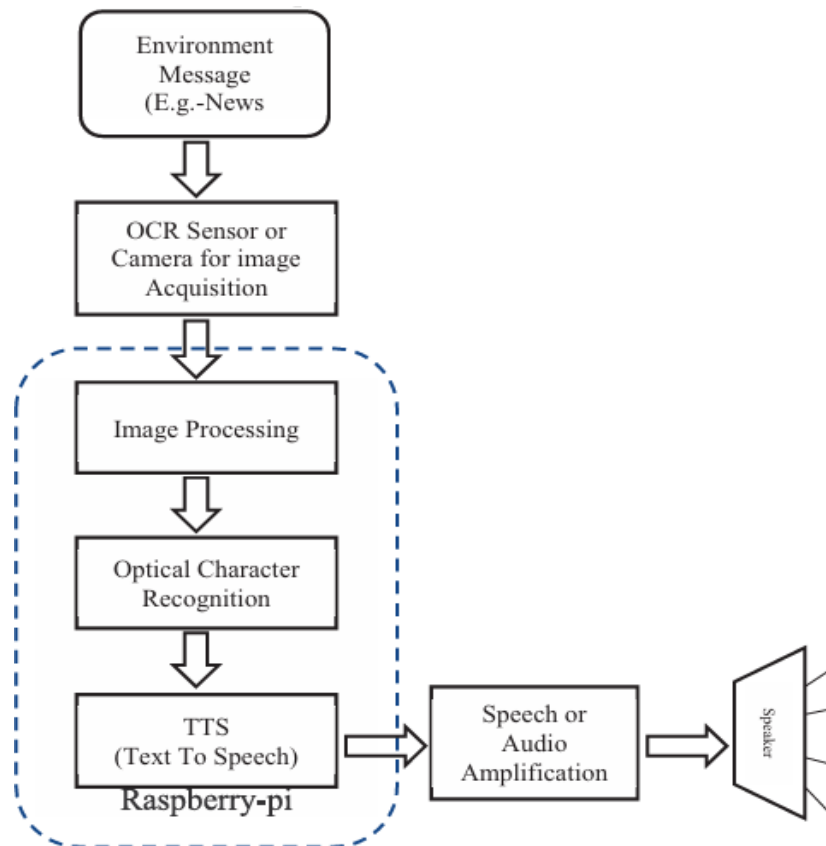 Environment
Message
(E.g.-News
OCR Sensor or
Camera for image
Acquisition
Image Processing
Optical Character
Recognition
TTS
(Text To Speech)
Raspberry-pi
Speech or
Audio
Amplification
Speaker